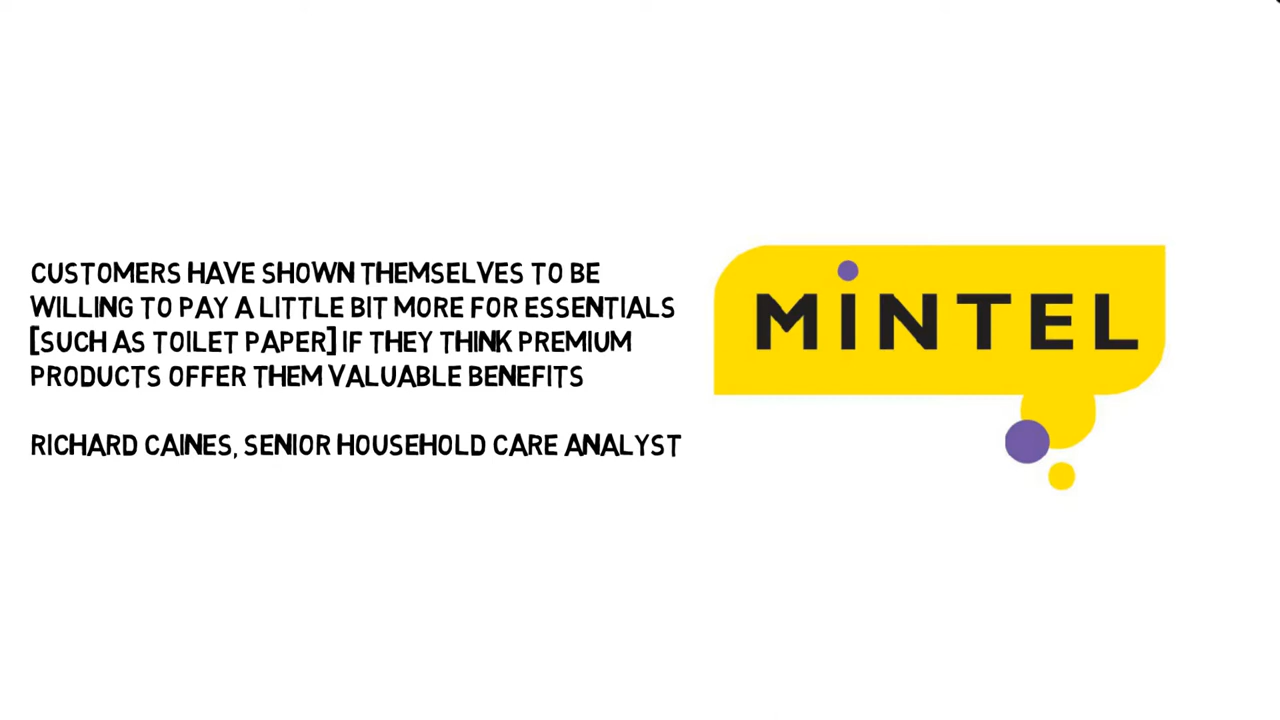 CUSTOMERS HAVE SHOWN THEMSELVES TO BE
WILLING TO PAY A LITTLE BIT MORE FOR ESSENTIALS
[SUCH AS TOILET PAPER] IF THEY THINK PREMIUM
PRODUCTS OFFER THEM VALUABLE BENEFITS
RICHARD CAINES, SENIOR HOUSEHOLD CARE ANALYST
MiNTEL